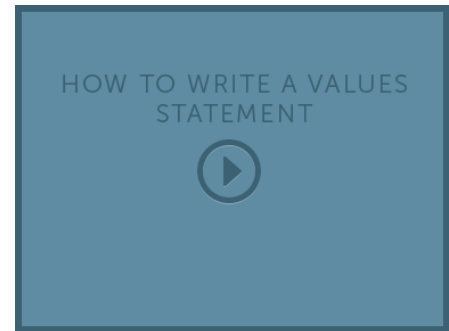 HOW TO WRITE A VALUES
STATEMENT